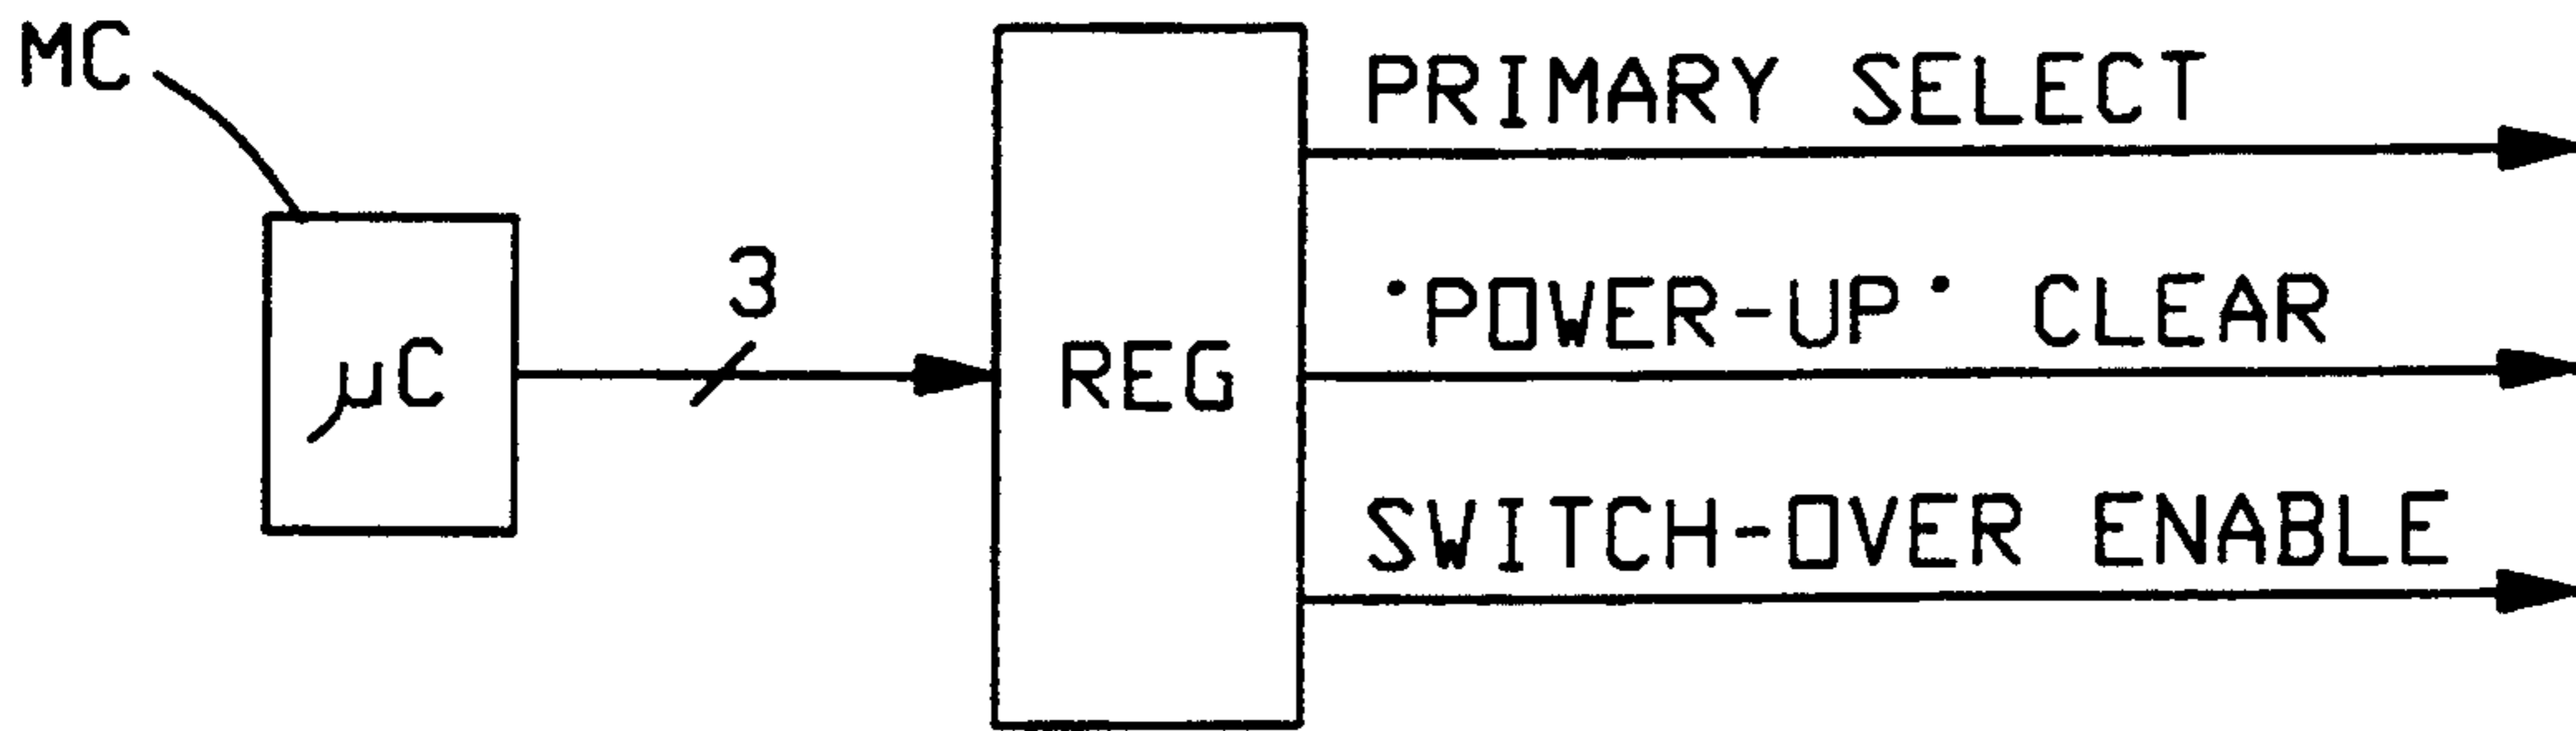 MC
PRIMARY SELECT
3
'POWER-UP' CLEAR
μC
REG
SWITCH-OVER ENABLE